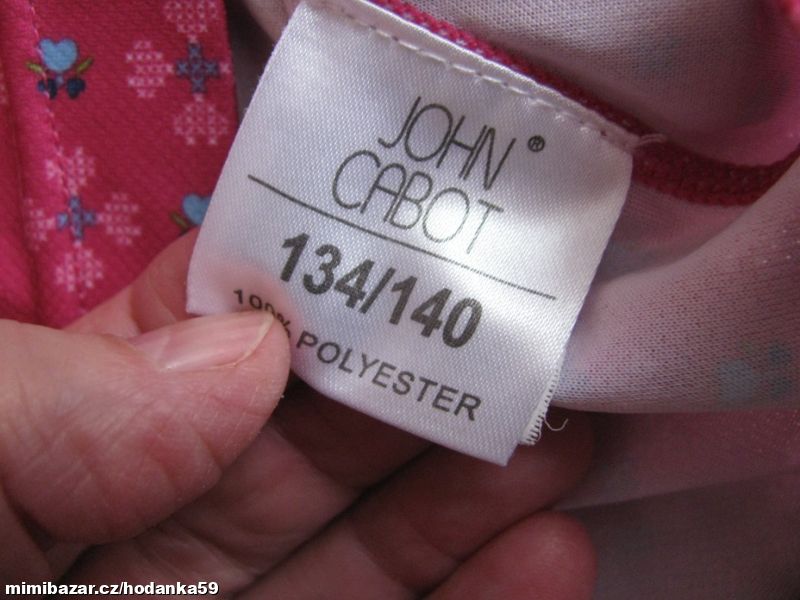 JOHN ®
CABOT
134/140
100% POLYESTER
mimibazar.cz/hodanka59